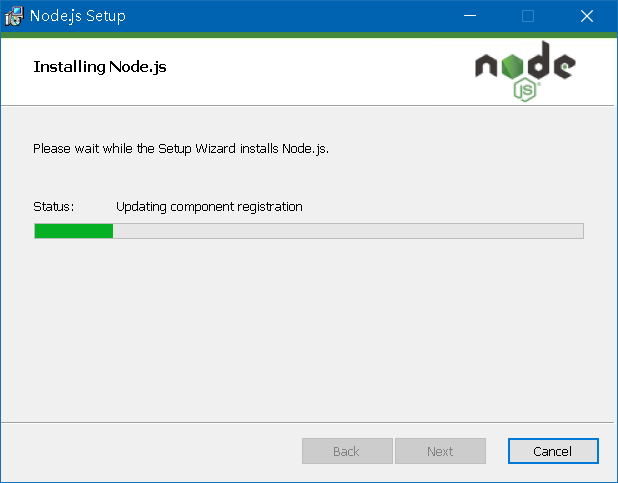 Node.js Setup
Installing Node.js
node
JS
Please wait while the Setup Wizard installs Node.js.
Status: Updating component registration
Back Next Cancel